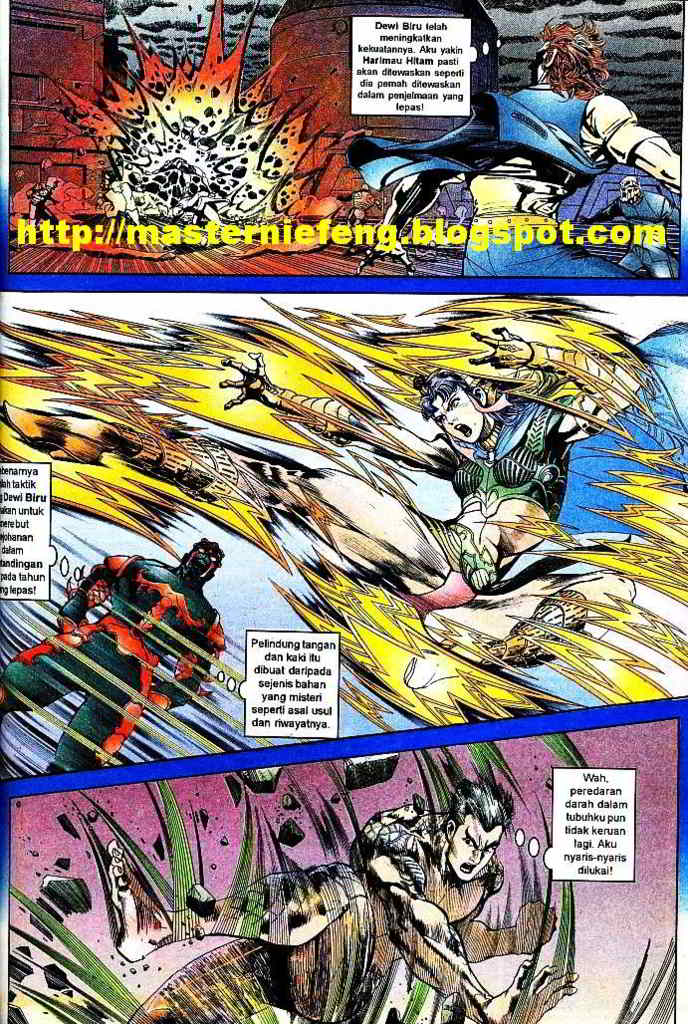 Dewi Biru telah
meningkatkan
kekuatannya. Aku yakin
Harimau Hitam pasti
akan ditewaskan seperti
dia pernah ditewaskan
dalam penjelmaan yang
lepas!
http://masterniefeng.blogspot.com
benarnya
taktik
Dewi Biru
untuk
merebut
dalam
tandingan
pada tahun
lepas!
Pelindung tangan
dan kaki itu
dibuat daripada
sejenis bahan
yang misteri
seperti asal usul
dan riwayatnya.
Wah,
peredaran
darah dalam
tubuhku pun
tidak keruan
lagi. Aku
nyaris-nyaris
dilukai!